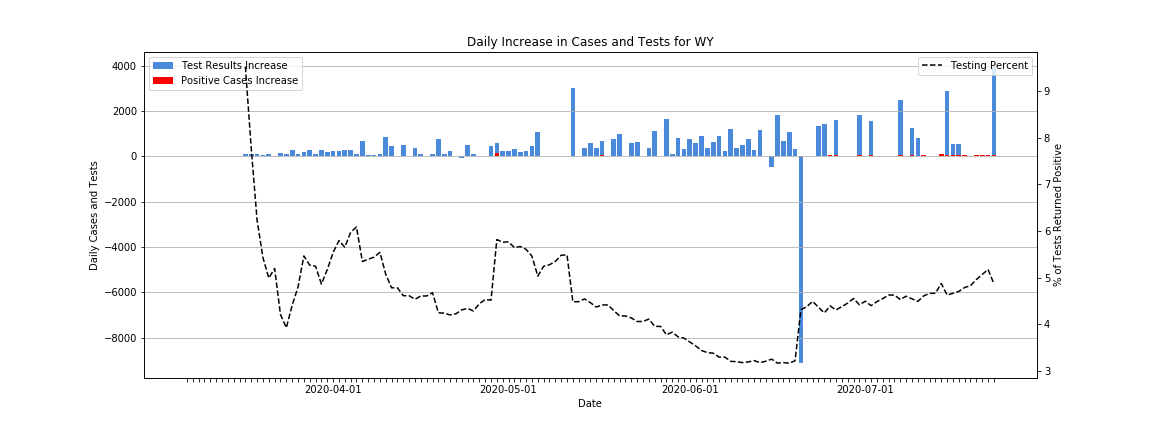 Daily Increase in Cases and Tests for WY
Test Results Increase
Positive Cases Increase
Testing Percent
4000
2000
0
−2000
−4000
−6000
−8000
Daily Cases and Tests
9
8
7
6
5
4
3
% of Tests Returned Positive
2020-04-01
2020-05-01
2020-06-01
2020-07-01
Date